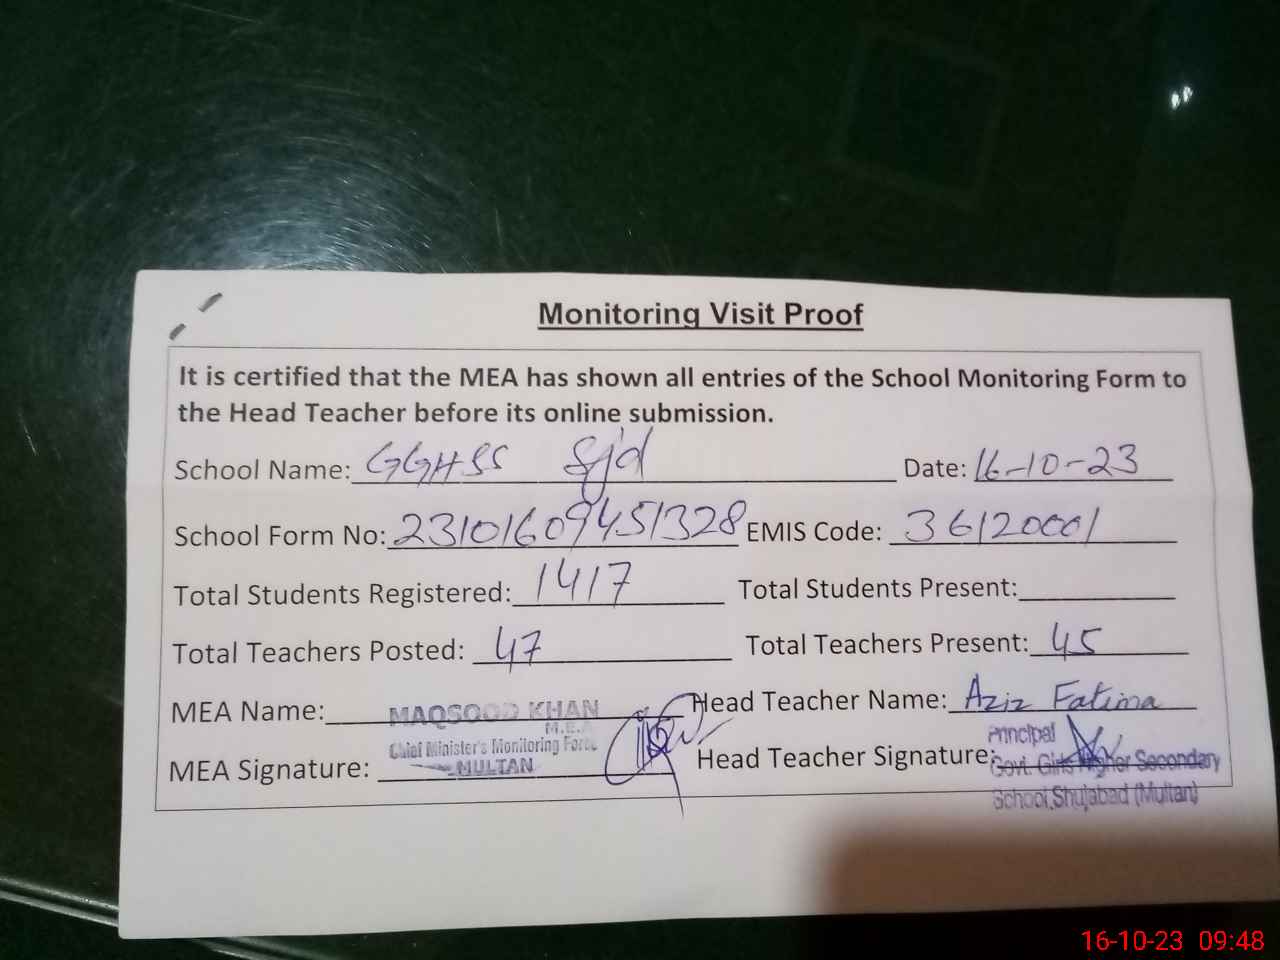 Monitoring Visit Proof
It is certified that the MEA has shown all entries of the School Monitoring Form to
the Head Teacher before its online submission.
School Name: GGHSS Sjd Date: 16-10-23
School Form No: 23101609451328 EMIS Code: 36120001
Total Students Registered: 1417 Total Students Present:
Total Teachers Posted: 47 Total Teachers Present: 45
MEA Name: MAQSOOD KHAN Head Teacher Name: Aziz Fatima
M.E.A
Chief Minister's Monitoring Force
MULTAN
MEA Signature: Head Teacher Signature:
Principal
Govt. Girls Higher Secondary
School, Shujabad (Multan)
16-10-23 09:48